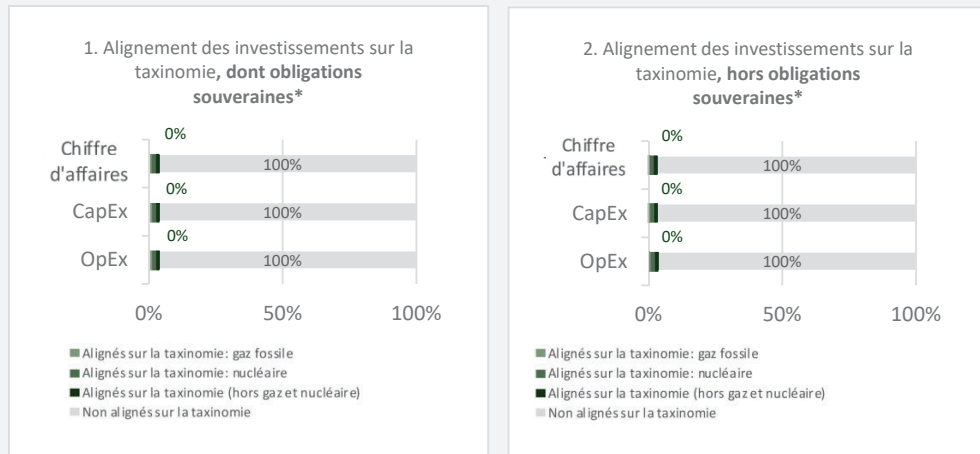 1. Alignement des investissements sur la
taxinomie, dont obligations
souveraines*
0%
Chiffre
d'affaires
100%
0%
CapEx
100%
0%
OpEx
100%
0%
50%
100%
Alignés sur la taxinomie: gaz fossile
Alignés sur la taxinomie: nucléaire
Alignés sur la taxinomie (hors gaz et nucléaire)
Non alignés sur la taxinomie
2. Alignement des investissements sur la
taxinomie, hors obligations
souveraines*
0%
Chiffre
d'affaires
100%
0%
CapEx
100%
0%
OpEx
100%
0%
50%
100%
Alignés sur la taxinomie: gaz fossile
Alignés sur la taxinomie: nucléaire
Alignés sur la taxinomie (hors gaz et nucléaire)
Non alignés sur la taxinomie